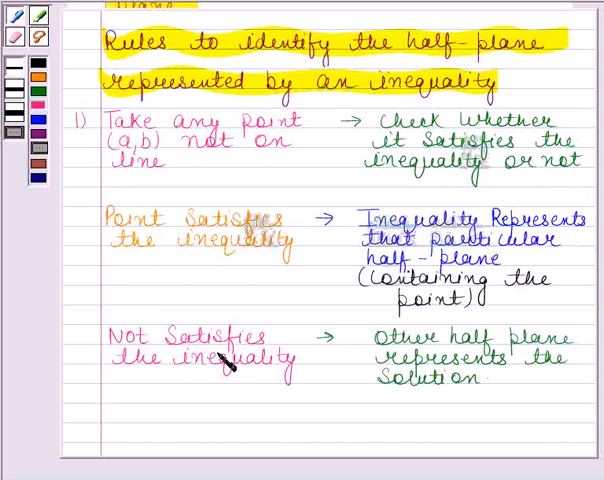 Plane
Rules to identify the half-plane
represented by an inequality
1) Take any point → Check whether
(a,b) not on it satisfies the
line inequality or not
Point Satisfies → Inequality Represents
the inequality that particular
half-plane
(containing the
point)
Not Satisfies → Other half plane
the inequality represents the
Solution.